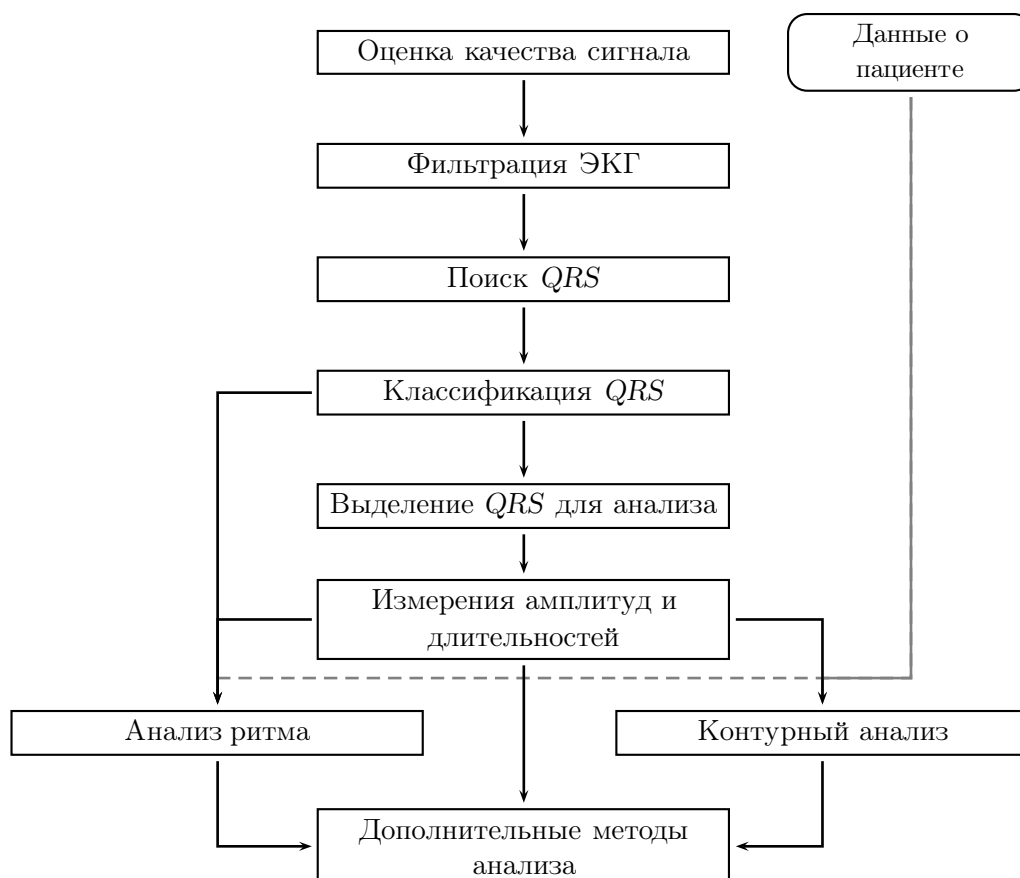 Оценка качества сигнала
Данные о
пациенте
Фильтрация ЭКГ
Поиск QRS
Классификация QRS
Выделение QRS для анализа
Измерения амплитуд и
длительностей
Анализ ритма
Контурный анализ
Дополнительные методы
анализа